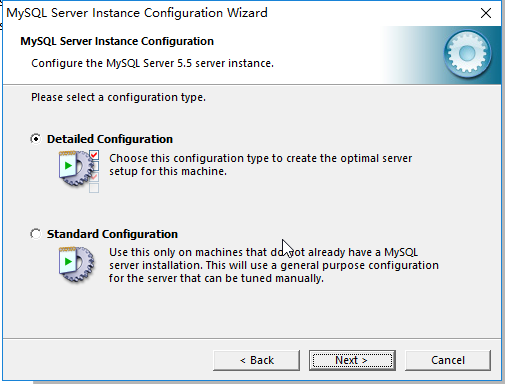 MySQL Server Instance Configuration Wizard
MySQL Server Instance Configuration
Configure the MySQL Server 5.5 server instance.
Please select a configuration type.
Detailed Configuration
Choose this configuration type to create the optimal server
setup for this machine.
Standard Configuration
Use this only on machines that do not already have a MySQL
server installation. This will use a general purpose configuration
for the server that can be tuned manually.
< Back
Next >
Cancel